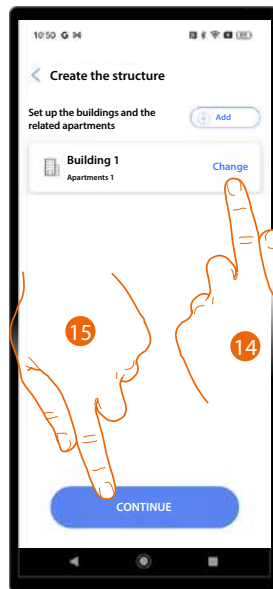 10:50 G
Create the structure
Set up the buildings and the
related apartments
Add
Building 1
Change
Apartments 1
15
14
CONTINUE